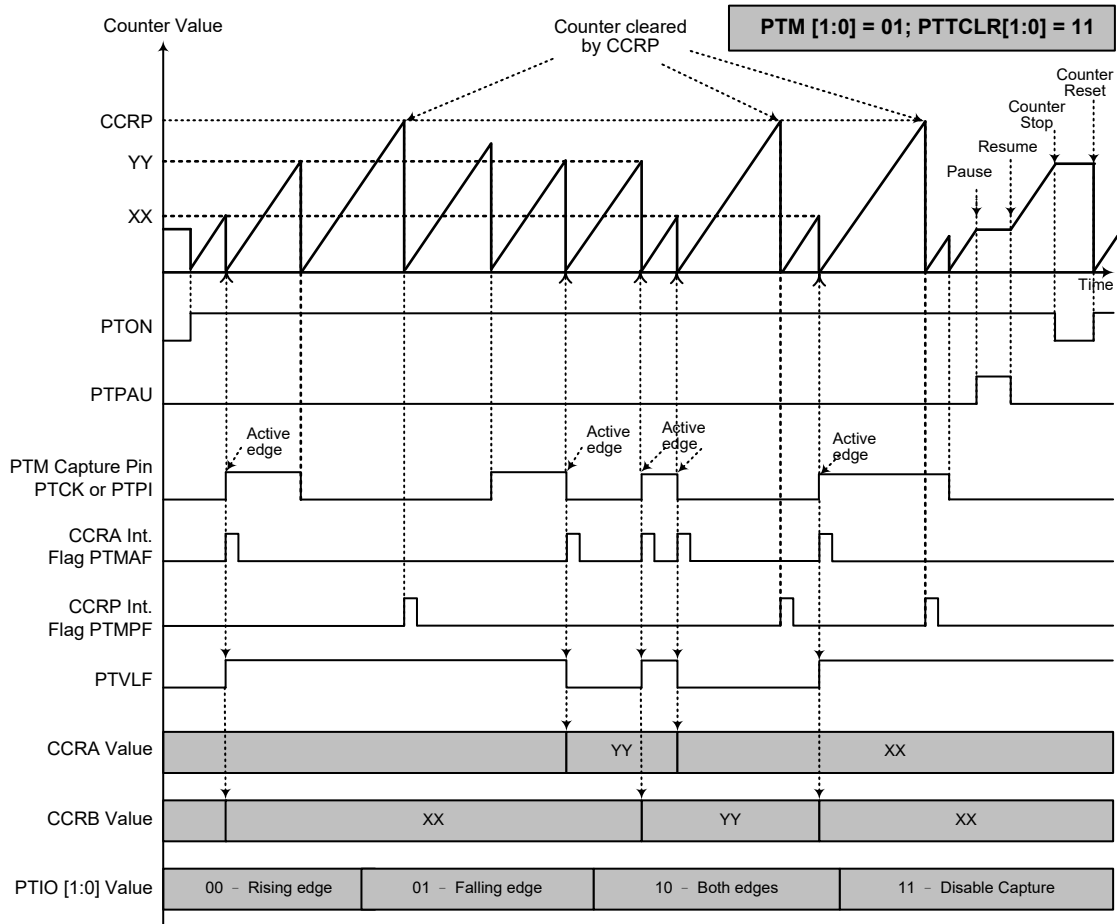 Counter Value
Counter cleared
by CCRP
PTM [1:0] = 01; PTTCLR[1:0] = 11
Counter
Reset
Counter
Stop
CCRP
YY
Resume
Pause
XX
Time
PTON
PTPAU
Active
edge
Active
edge
Active
edge
Active
edge
PTM Capture Pin
PTCK or PTPI
CCRA Int.
Flag PTMAF
CCRP Int.
Flag PTMPF
PTVLF
CCRA Value
YY
XX
CCRB Value
XX
YY
XX
PTIO [1:0] Value
00 – Rising edge
01 – Falling edge
10 – Both edges
11 – Disable Capture